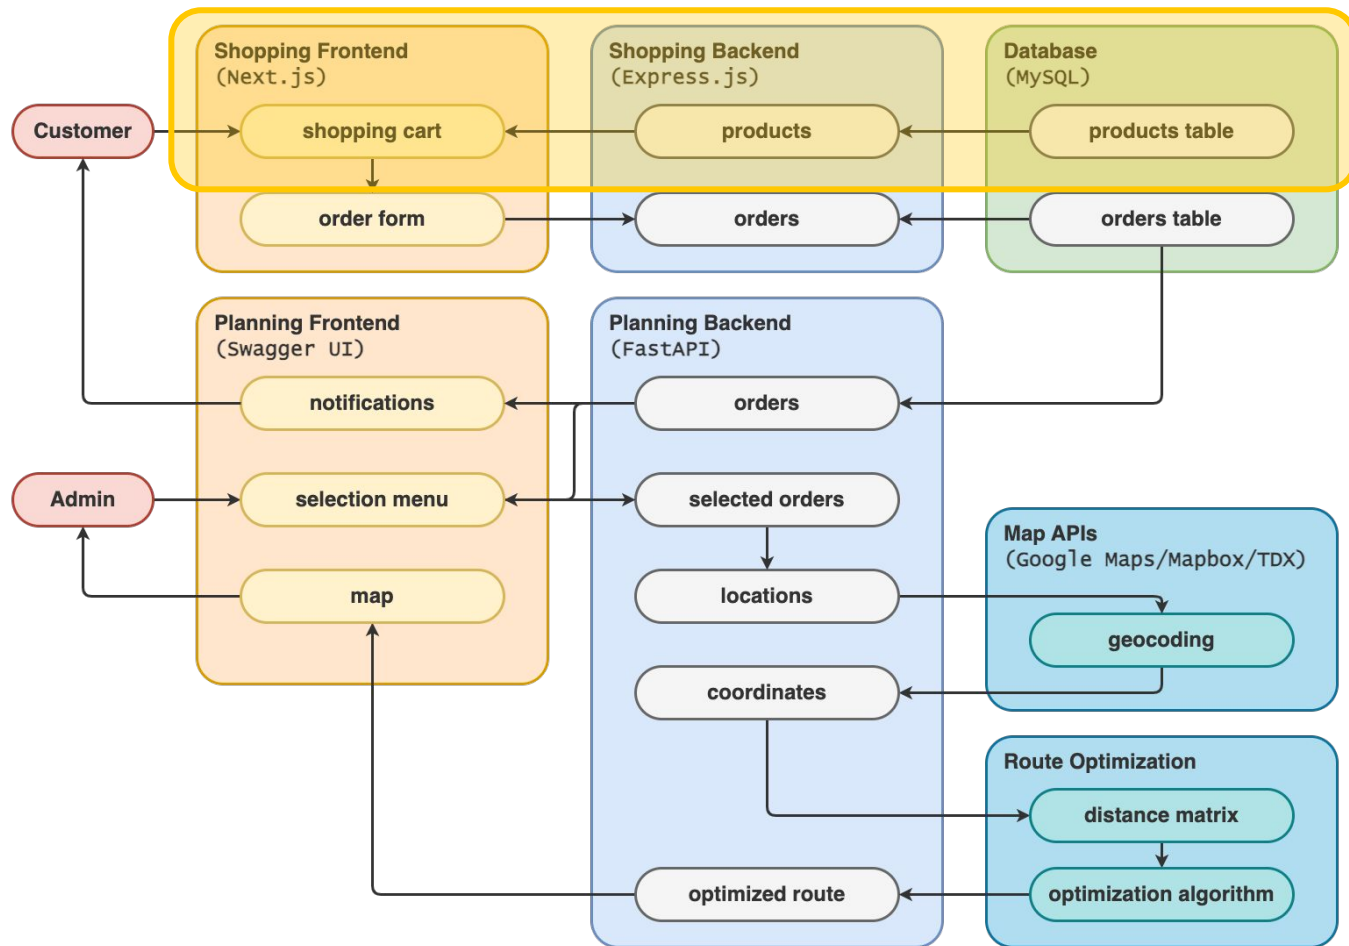 Shopping Frontend
(Next.js)
Shopping Backend
(Express.js)
Database
(MySQL)
Customer
shopping cart
products
products table
order form
orders
orders table
Planning Frontend
(Swagger UI)
Planning Backend
(FastAPI)
notifications
orders
Admin
selection menu
selected orders
Map APIs
(Google Maps/Mapbox/TDX)
map
locations
geocoding
coordinates
Route Optimization
distance matrix
optimized route
optimization algorithm